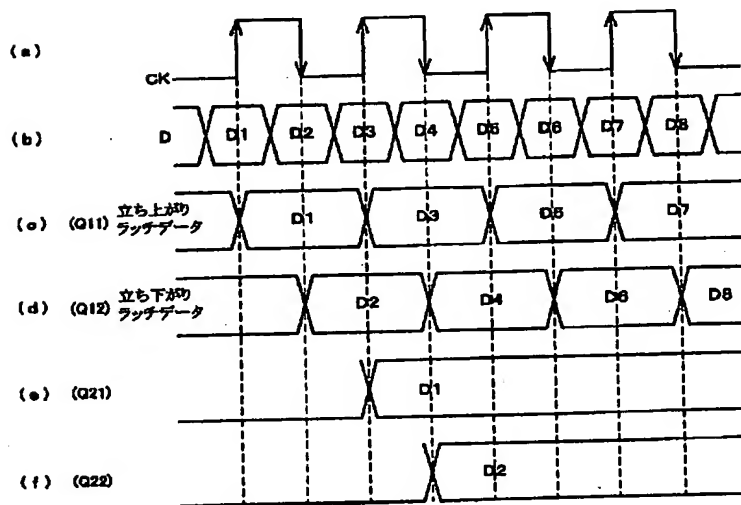 (a)
CK
(b) D D1 D2 D3 D4 D5 D6 D7 D8
(c) (Q11) 立ち上がり
ラッチデータ
D1 D3 D5 D7
(d) (Q12) 立ち下がり
ラッチデータ
D2 D4 D6 D8
(e) (Q21) D1
(f) (Q22) D2